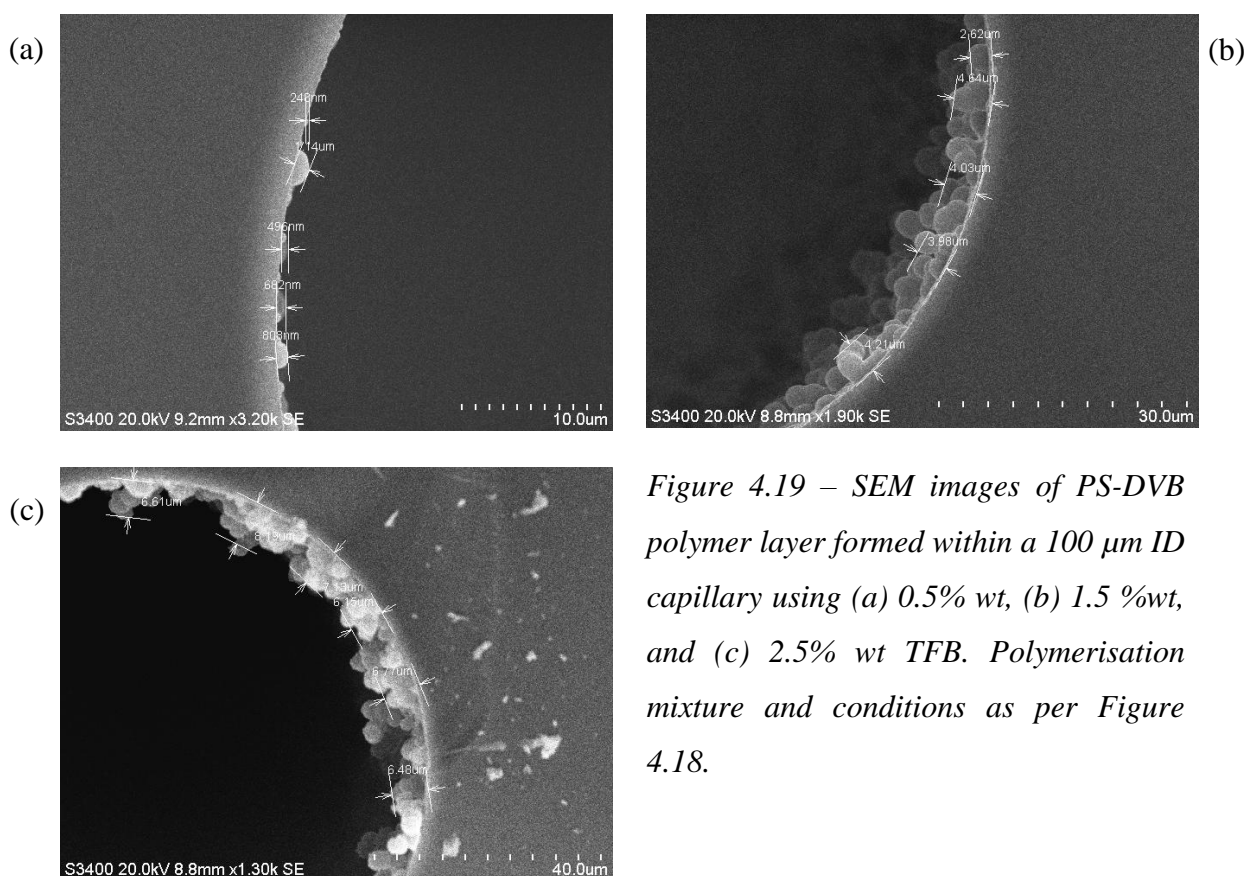 (a)
248nm
1.14um
496nm
682nm
803nm
S3400 20.0kV 9.2mm x3.20k SE
10.0um
(b)
2.62um
4.64um
4.03um
3.98um
4.21um
S3400 20.0kV 8.8mm x1.90k SE
30.0um
(c)
6.61um
8.19um
7.13um
6.15um
6.71um
6.48um
S3400 20.0kV 8.8mm x1.30k SE
40.0um
Figure 4.19 – SEM images of PS-DVB
polymer layer formed within a 100 μm ID
capillary using (a) 0.5% wt, (b) 1.5 %wt,
and (c) 2.5% wt TFB. Polymerisation
mixture and conditions as per Figure
4.18.